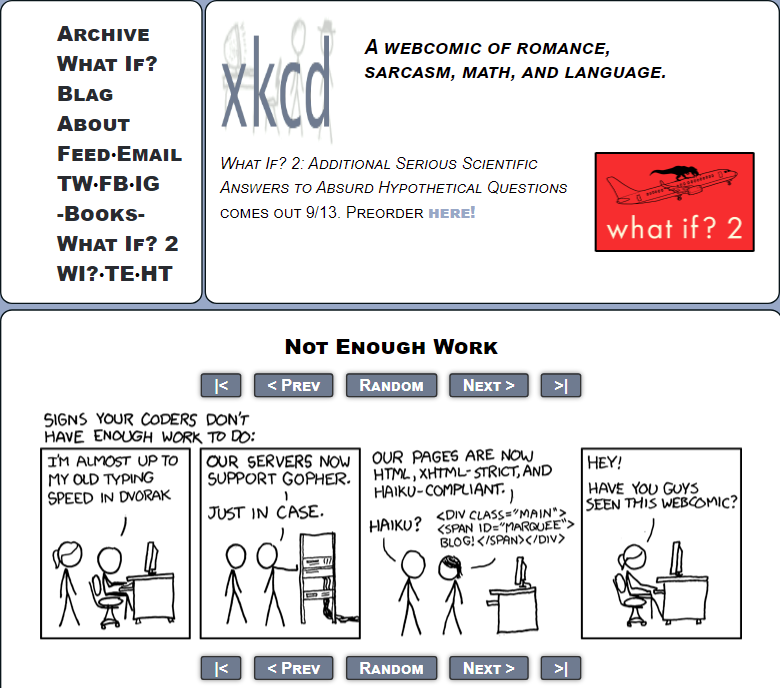 Archive
What If?
Blag
About
Feed·Email
TW·FB·IG
-Books-
What If? 2
WI?·TE·HT
xkcd
A webcomic of romance,
sarcasm, math, and language.
What If? 2: Additional Serious Scientific
Answers to Absurd Hypothetical Questions
comes out 9/13. Preorder here!
what if? 2
Not Enough Work
|<
< Prev
Random
Next >
>|
SIGNS YOUR CODERS DON'T
HAVE ENOUGH WORK TO DO:
I'M ALMOST UP TO
MY OLD TYPING
SPEED IN DVORAK
OUR SERVERS NOW
SUPPORT GOPHER.
JUST IN CASE.
OUR PAGES ARE NOW
HTML, XHTML-STRICT, AND
HAIKU-COMPLIANT.
HAIKU?
<DIV CLASS="MAIN">
<SPAN ID="MARQUEE">
BLOG!</SPAN></DIV>
HEY!
HAVE YOU GUYS
SEEN THIS WEBCOMIC?
|<
< Prev
Random
Next >
>|